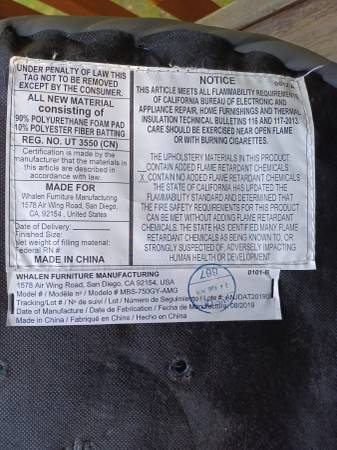 UNDER PENALTY OF LAW THIS
TAG NOT TO BE REMOVED
EXCEPT BY THE CONSUMER.
ALL NEW MATERIAL
consisting of
90% POLYURETHANE FOAM PAD
10% POLYESTER FIBER BATTING
REG. NO. UT 3550 (CN)
Certification is made by the
manufacturer that the materials in
this article are described in
accordance with law.
MADE FOR
Whalen Furniture Manufacturing
1578 Air Wing Road, San Diego,
CA, 92154 , United States
Date of Delivery:
Finished Size:
Net weight of filling material:
Federal RN #:
MADE IN CHINA
NOTICE
THIS ARTICLE MEETS ALL FLAMMABILITY REQUIREMENTS
OF CALIFORNIA BUREAU OF ELECTRONIC AND
APPLIANCE REPAIR, HOME FURNISHINGS AND THERMAL
INSULATION TECHNICAL BULLETINS 116 AND 117-2013.
CARE SHOULD BE EXERCISED NEAR OPEN FLAME
OR WITH BURNING CIGARETTES.
THE UPHOLSTERY MATERIALS IN THIS PRODUCT
CONTAIN ADDED FLAME RETARDANT CHEMICALS
X CONTAIN NO ADDED FLAME RETARDANT CHEMICALS
THE STATE OF CALIFORNIA HAS UPDATED THE
FLAMMABILITY STANDARD AND DETERMINED THAT
THE FIRE SAFETY REQUIREMENTS FOR THIS PRODUCT
CAN BE MET WITHOUT ADDING FLAME RETARDANT
CHEMICALS. THE STATE HAS IDENTIFIED MANY FLAME
RETARDANT CHEMICALS AS BEING KNOWN TO, OR
STRONGLY SUSPECTED OF, ADVERSELY IMPACTING
HUMAN HEALTH OR DEVELOPMENT
WHALEN FURNITURE MANUFACTURING 0101-B
1578 Air Wing Road, San Diego, CA 92154, USA
Model # / Modèle n° / Modelo # MBS-750GY-AMG
Tracking/Lot # / N° de suivi / Lot / Número de Seguimiento / Lote #:
Date of Manufacture / Date de Fabrication / Fecha de Manufactura: 08/2019
Made in China / Fabriqué en China / Hecho en China